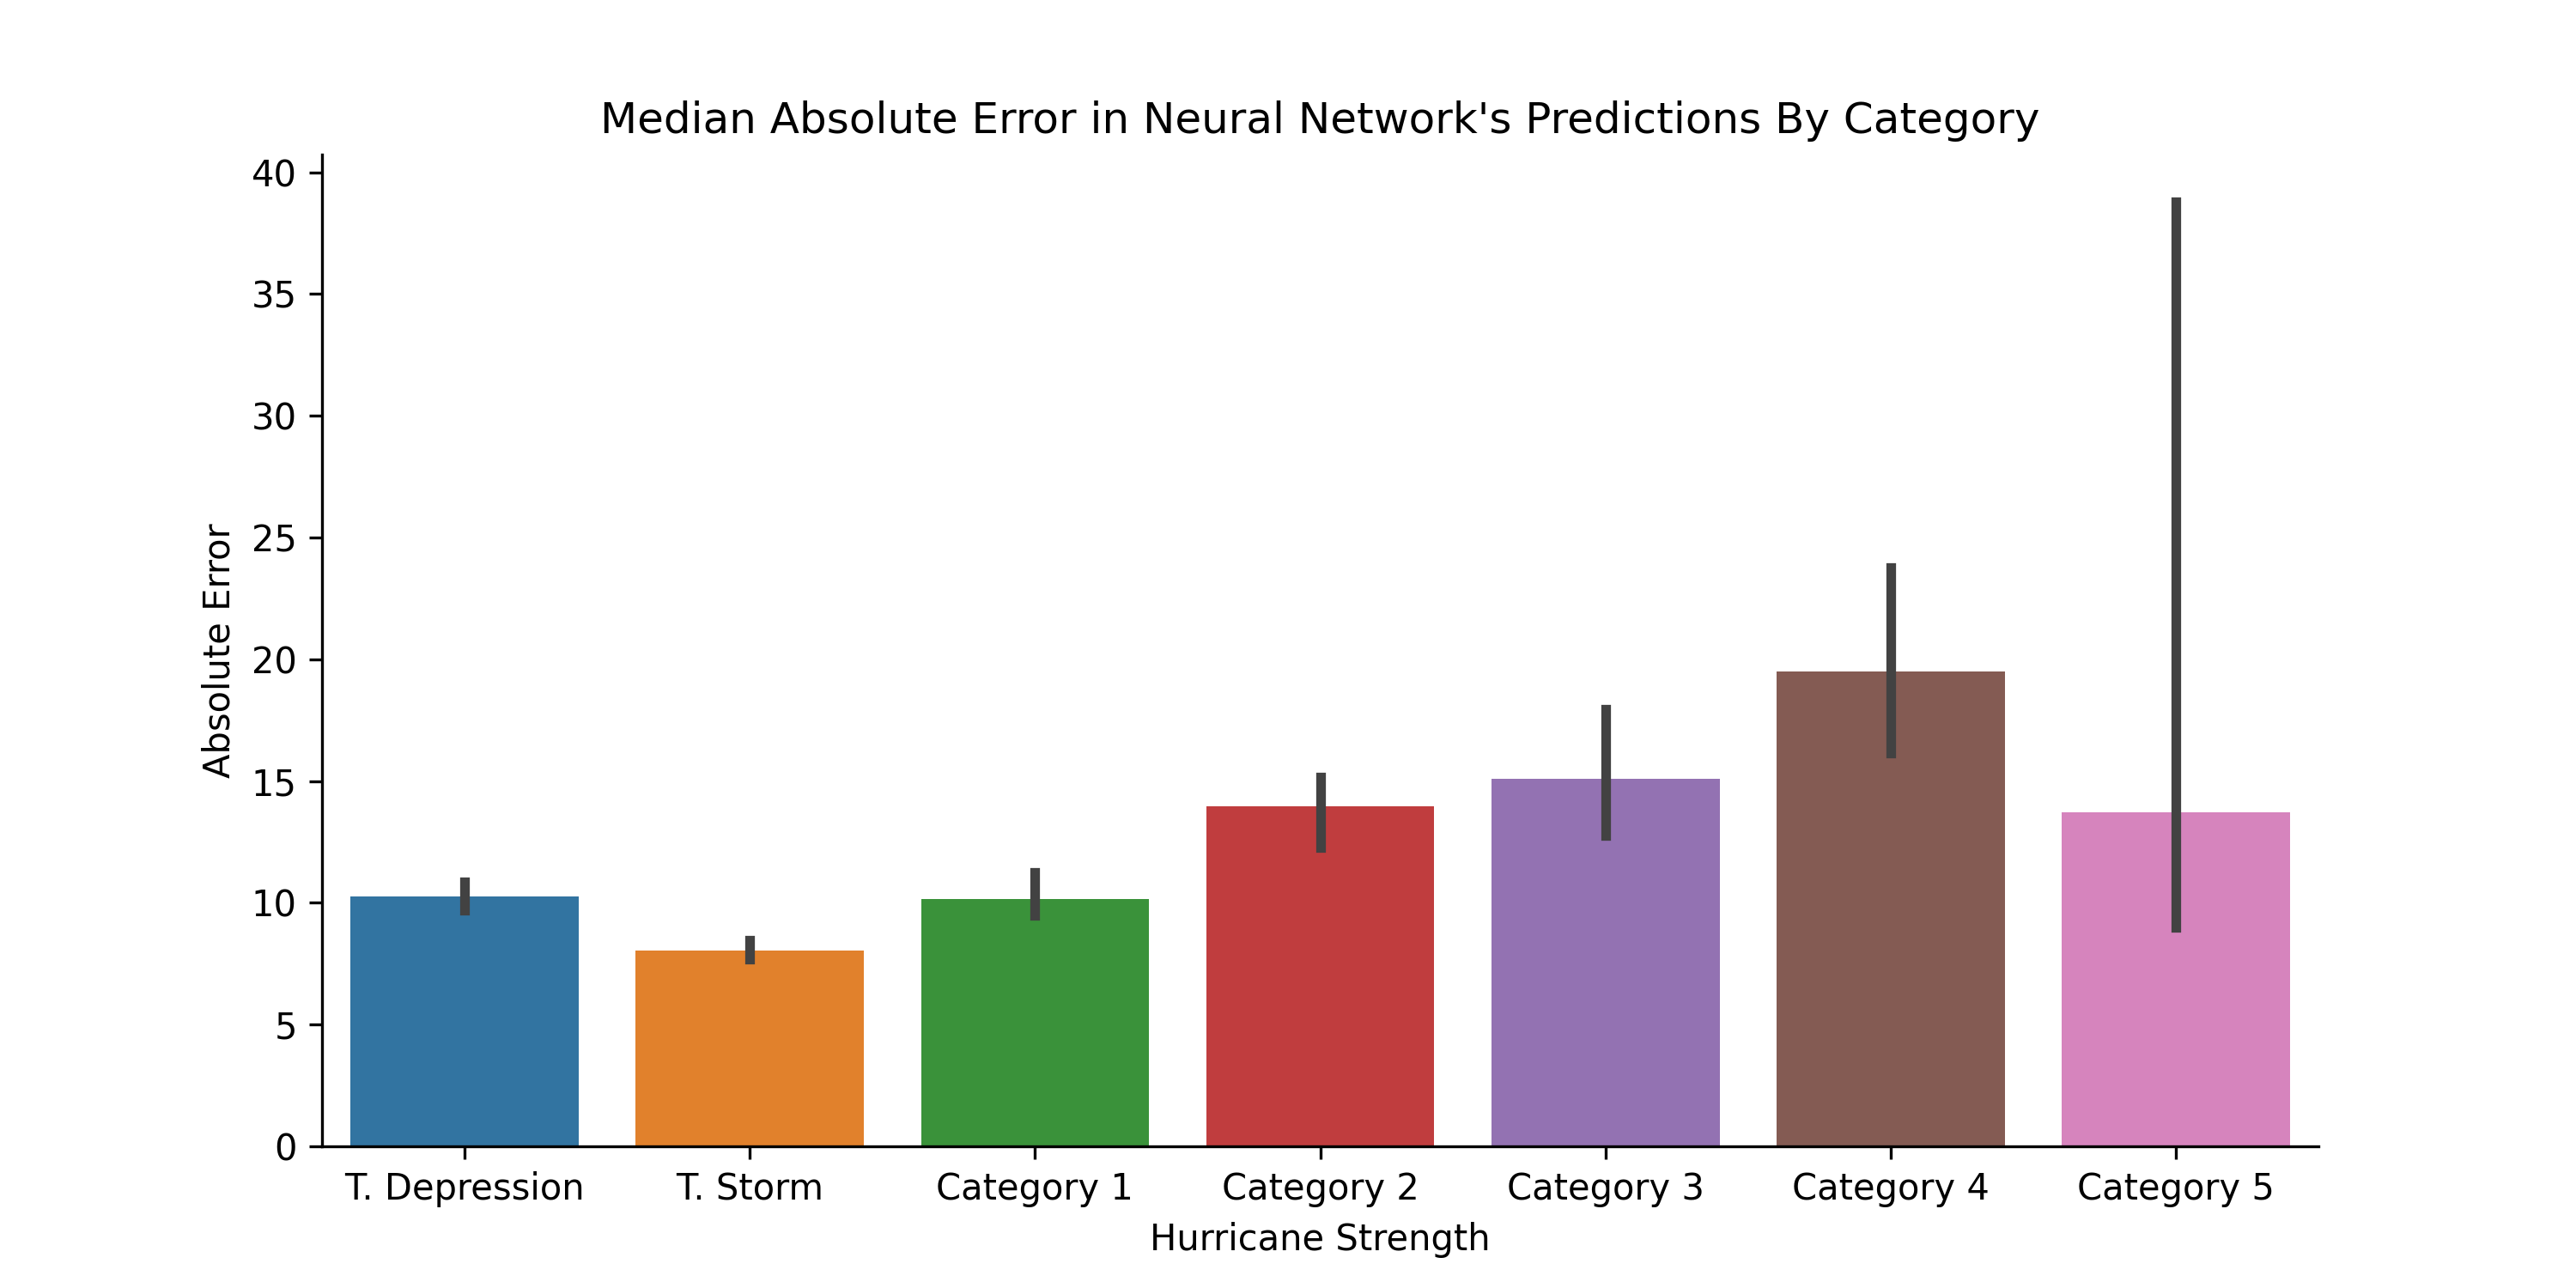 Median Absolute Error in Neural Network's Predictions By Category
40
35
30
25
20
15
10
5
0
Absolute Error
T. Depression T. Storm Category 1 Category 2 Category 3 Category 4 Category 5
Hurricane Strength